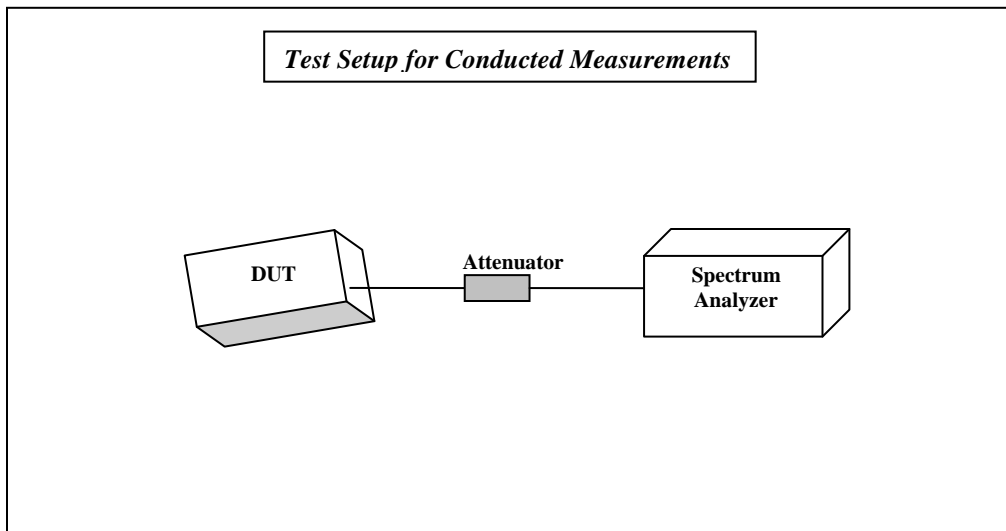 Test Setup for Conducted Measurements
DUT
Attenuator
Spectrum
Analyzer